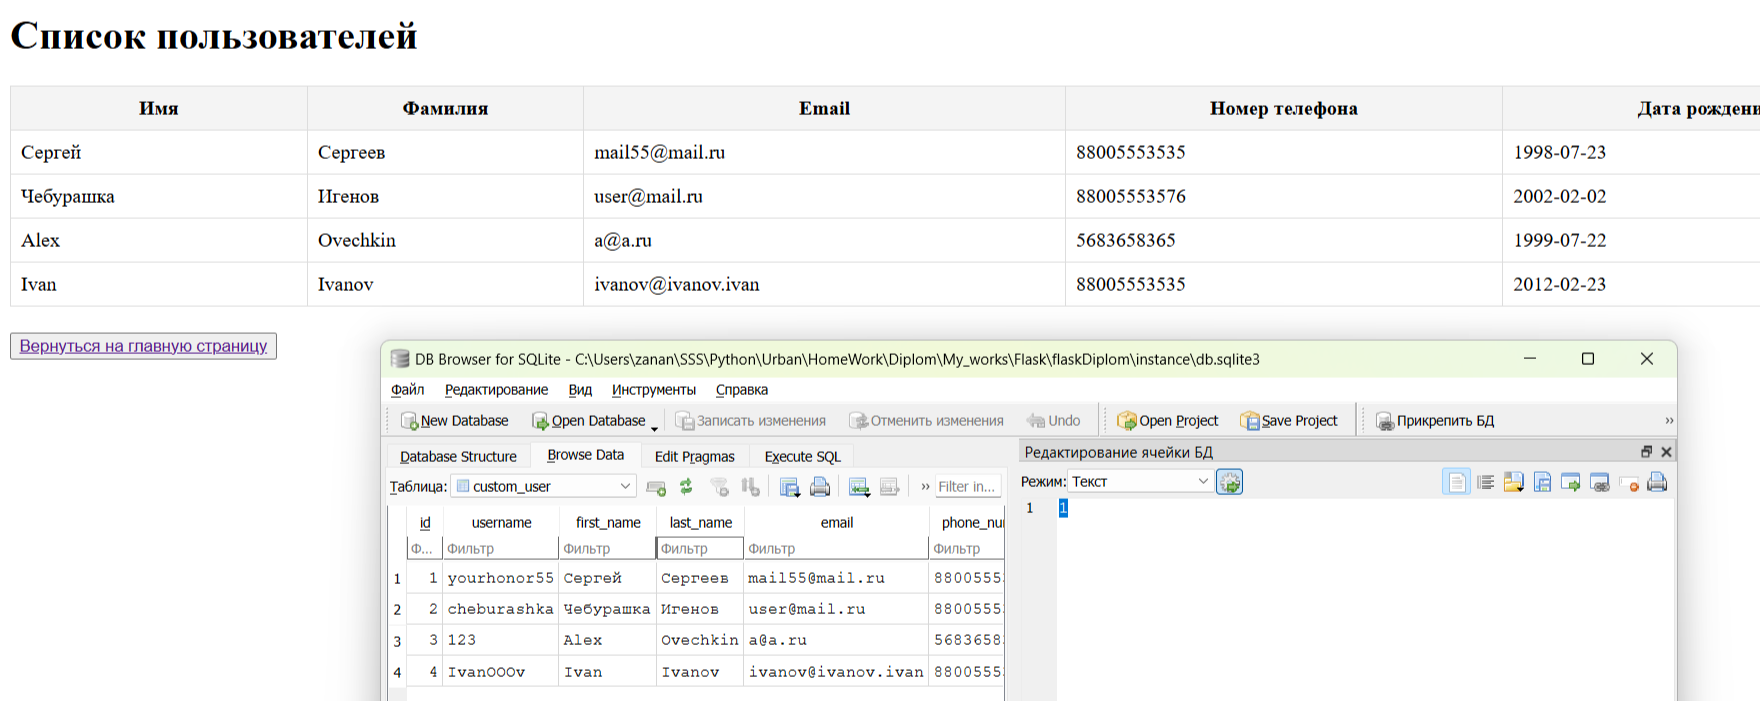 Список пользователей
Имя Фамилия Email Номер телефона Дата рождени
Сергей Сергеев mail55@mail.ru 88005553535 1998-07-23
Чебурашка Игенов user@mail.ru 88005553576 2002-02-02
Alex Ovechkin a@a.ru 5683658365 1999-07-22
Ivan Ivanov ivanov@ivanov.ivan 88005553535 2012-02-23
Вернуться на главную страницу
DB Browser for SQLite - C:\Users\zanan\SSS\Python\Urban\HomeWork\Diplom\My_works\Flask\flaskDiplom\instance\db.sqlite3
Файл Редактирование Вид Инструменты Справка
New Database Open Database Записать изменения Отменить изменения Undo Open Project Save Project Прикрепить БД »
Database Structure Browse Data Edit Pragmas Execute SQL
Редактирование ячейки БД
Таблица: custom_user » Filter in...
Режим: Текст
1 1
id username first_name last_name email phone_nu
Ф... Фильтр Фильтр Фильтр Фильтр Фильтр
1 1 yourhonor55 Сергей Сергеев mail55@mail.ru 8800555
2 2 cheburashka Чебурашка Игенов user@mail.ru 8800555
3 3 123 Alex Ovechkin a@a.ru 5683658
4 4 IvanOOOv Ivan Ivanov ivanov@ivanov.ivan 8800555